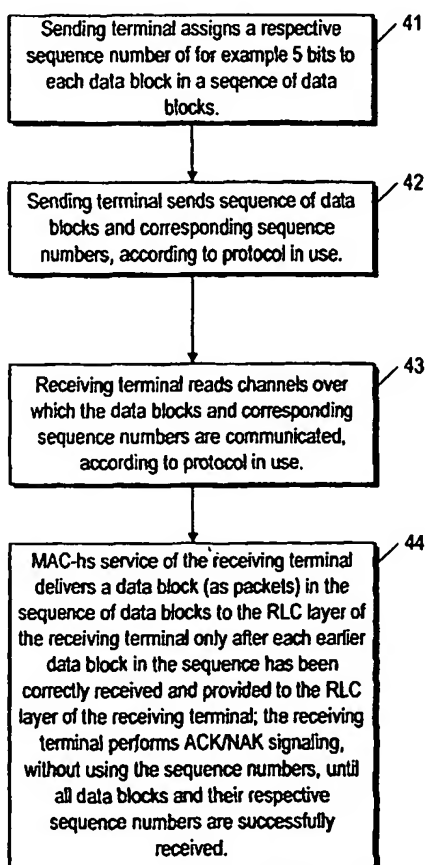 Sending terminal assigns a respective
sequence number of for example 5 bits to
each data block in a seqence of data
blocks.
41
Sending terminal sends sequence of data
blocks and corresponding sequence
numbers, according to protocol in use.
42
Receiving terminal reads channels over
which the data blocks and corresponding
sequence numbers are communicated,
according to protocol in use.
43
MAC-hs service of the receiving terminal
delivers a data block (as packets) in the
sequence of data blocks to the RLC layer of
the receiving terminal only after each earlier
data block in the sequence has been
correctly received and provided to the RLC
layer of the receiving terminal; the receiving
terminal performs ACK/NAK signaling,
without using the sequence numbers, until
all data blocks and their respective
sequence numbers are successfully
received.
44